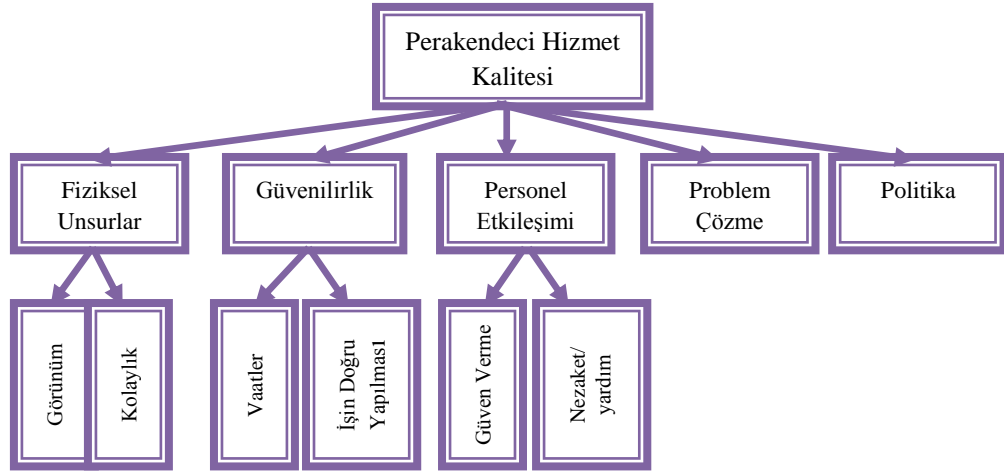 Perakendeci Hizmet
Kalitesi
Fiziksel
Unsurlar
Güvenilirlik
Personel
Etkileşimi
Problem
Çözme
Politika
Görünüm
Kolaylık
Vaatler
İşin Doğru
Yapılması
Güven Verme
Nezaket/
yardım